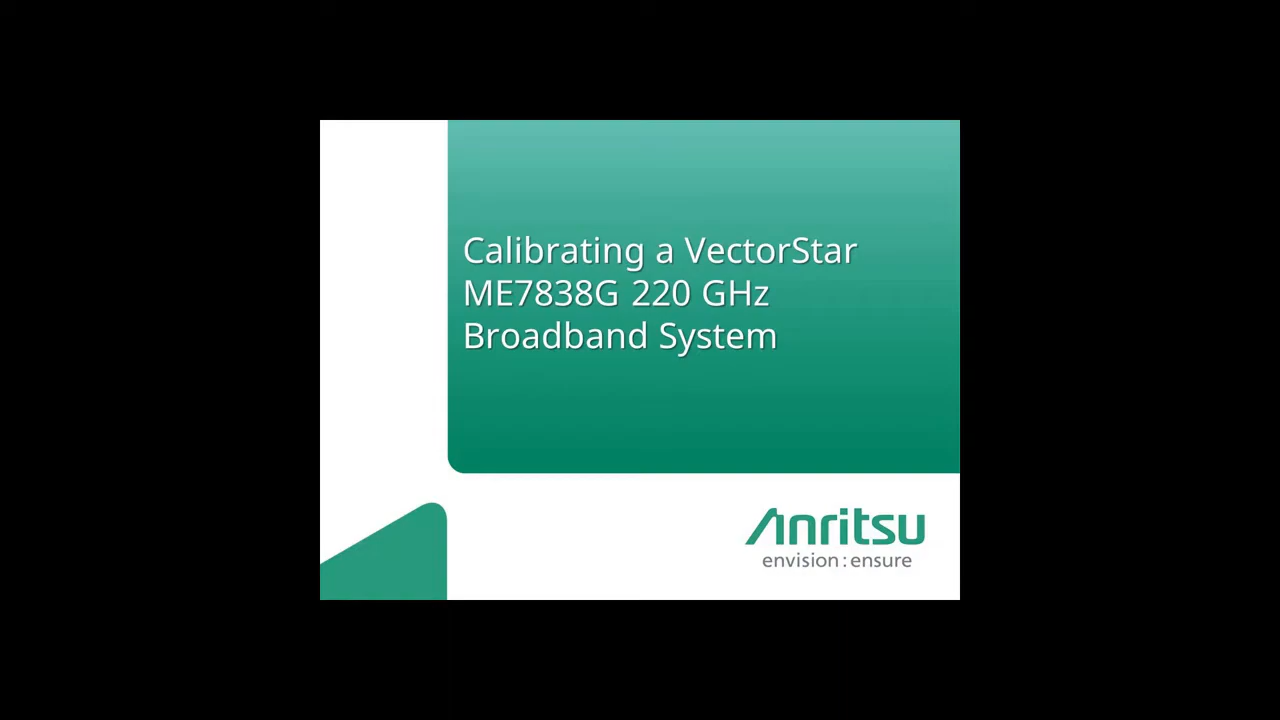 Calibrating a VectorStar
ME7838G 220 GHz
Broadband System
Anritsu
envision : ensure